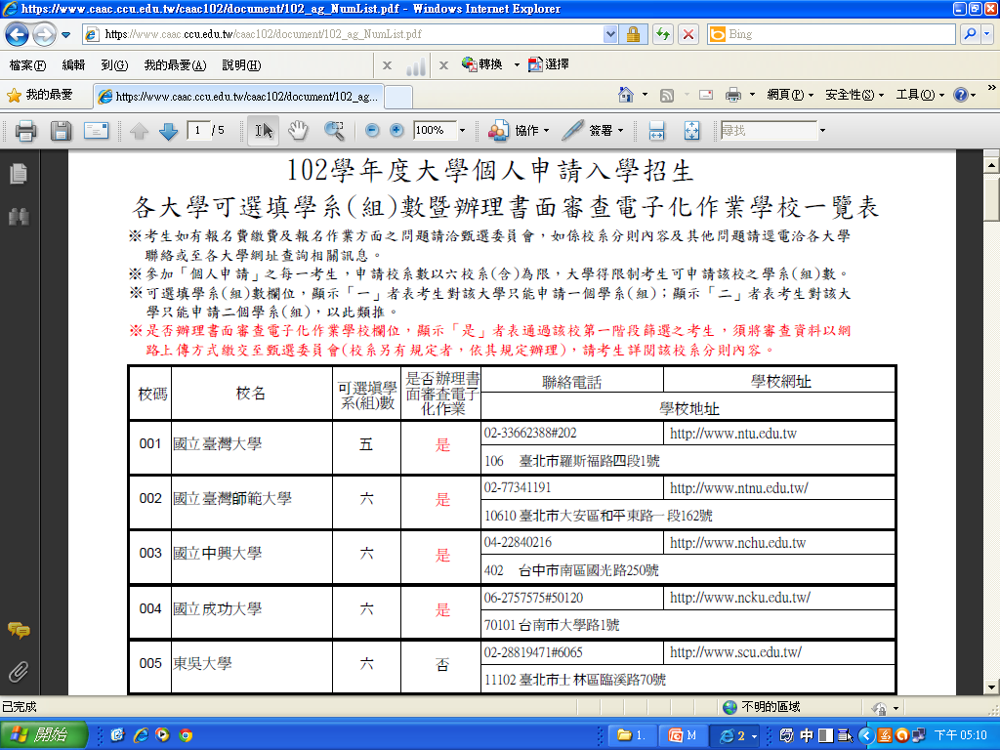 https://www.caac.ccu.edu.tw/caac102/document/102_ag_NumList.pdf - Windows Internet Explorer
https://www.caac.ccu.edu.tw/caac102/document/102_ag_NumList.pdf
Bing
檔案(F) 編輯 到(G) 我的最愛(A) 說明(H)
轉換 選擇
我的最愛
https://www.caac.ccu.edu.tw/caac102/document/102_ag...
網頁(P) 安全性(S) 工具(O)
1 / 5
100%
協作
簽署
尋找
102學年度大學個人申請入學招生
各大學可選填學系(組)數暨辦理書面審查電子化作業學校一覽表
※考生如有報名費繳費及報名作業方面之問題請洽甄選委員會，如係校系分則內容及其他問題請逕電洽各大學
聯絡或至各大學網址查詢相關訊息。
※參加「個人申請」之每一考生，申請校系數以六校系(含)為限，大學得限制考生可申請該校之學系(組)數。
※可選填學系(組)數欄位，顯示「一」者表考生對該大學只能申請一個學系(組)；顯示「二」者表考生對該大
學只能申請二個學系(組)，以此類推。
※是否辦理書面審查電子化作業學校欄位，顯示「是」者表通過該校第一階段篩選之考生，須將審查資料以網
路上傳方式繳交至甄選委員會(校系另有規定者，依其規定辦理)，請考生詳閱該校系分則內容。
校碼
校名
可選填學
系(組)數
是否辦理書
面審查電子
化作業
聯絡電話
學校網址
學校地址
001 國立臺灣大學 五 是 02-33662388#202 http://www.ntu.edu.tw
106 臺北市羅斯福路四段1號
002 國立臺灣師範大學 六 是 02-77341191 http://www.ntnu.edu.tw/
10610 臺北市大安區和平東路一段162號
003 國立中興大學 六 是 04-22840216 http://www.nchu.edu.tw
402 台中市南區國光路250號
004 國立成功大學 六 是 06-2757575#50120 http://www.ncku.edu.tw/
70101 台南市大學路1號
005 東吳大學 六 否 02-28819471#6065 http://www.scu.edu.tw/
11102 臺北市士林區臨溪路70號
已完成
不明的區域
開始
1.
M
2
中
下午 05:10